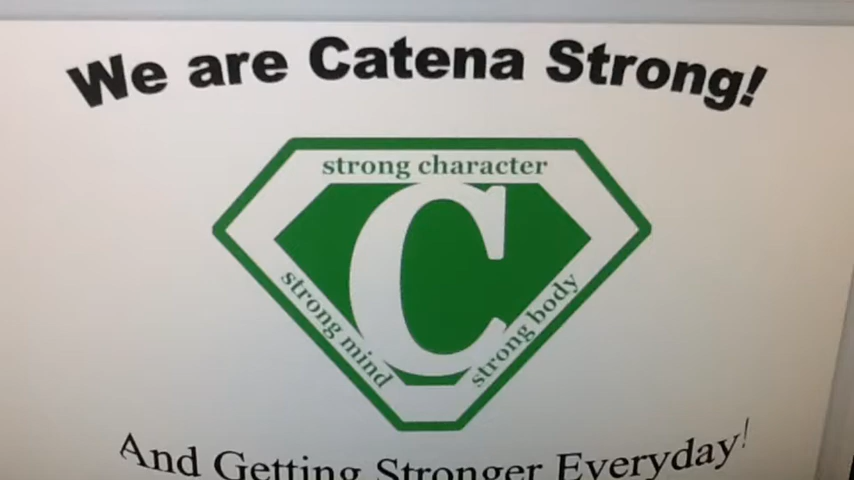 We are Catena Strong!
strong character
C
strong mind
strong body
And Getting Stronger Everyday!